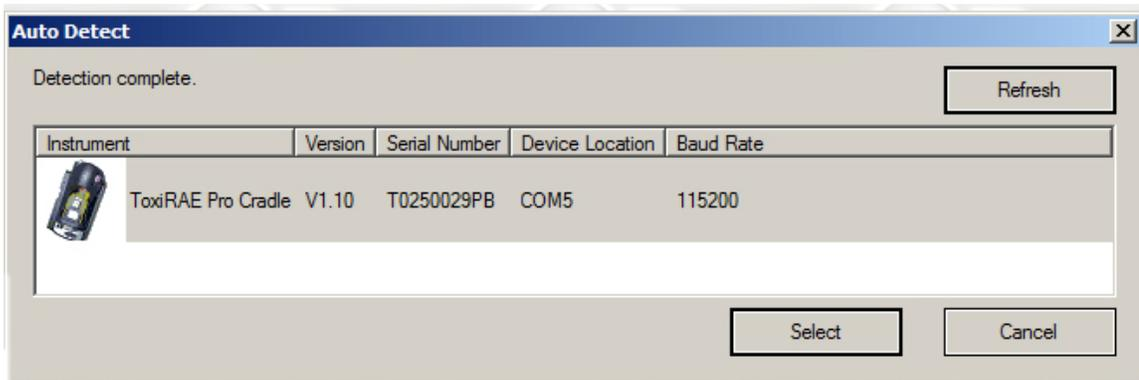 Auto Detect
Detection complete.
Refresh
Instrument Version Serial Number Device Location Baud Rate
ToxiRAE Pro Cradle V1.10 T0250029PB COM5 115200
Select Cancel